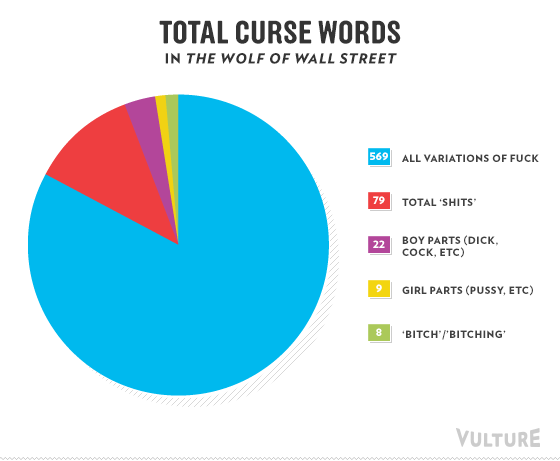 TOTAL CURSE WORDS
IN THE WOLF OF WALL STREET
569 ALL VARIATIONS OF FUCK
79 TOTAL ‘SHITS’
22 BOY PARTS (DICK,
COCK, ETC)
9 GIRL PARTS (PUSSY, ETC)
8 ‘BITCH’/‘BITCHING’
VULTURE